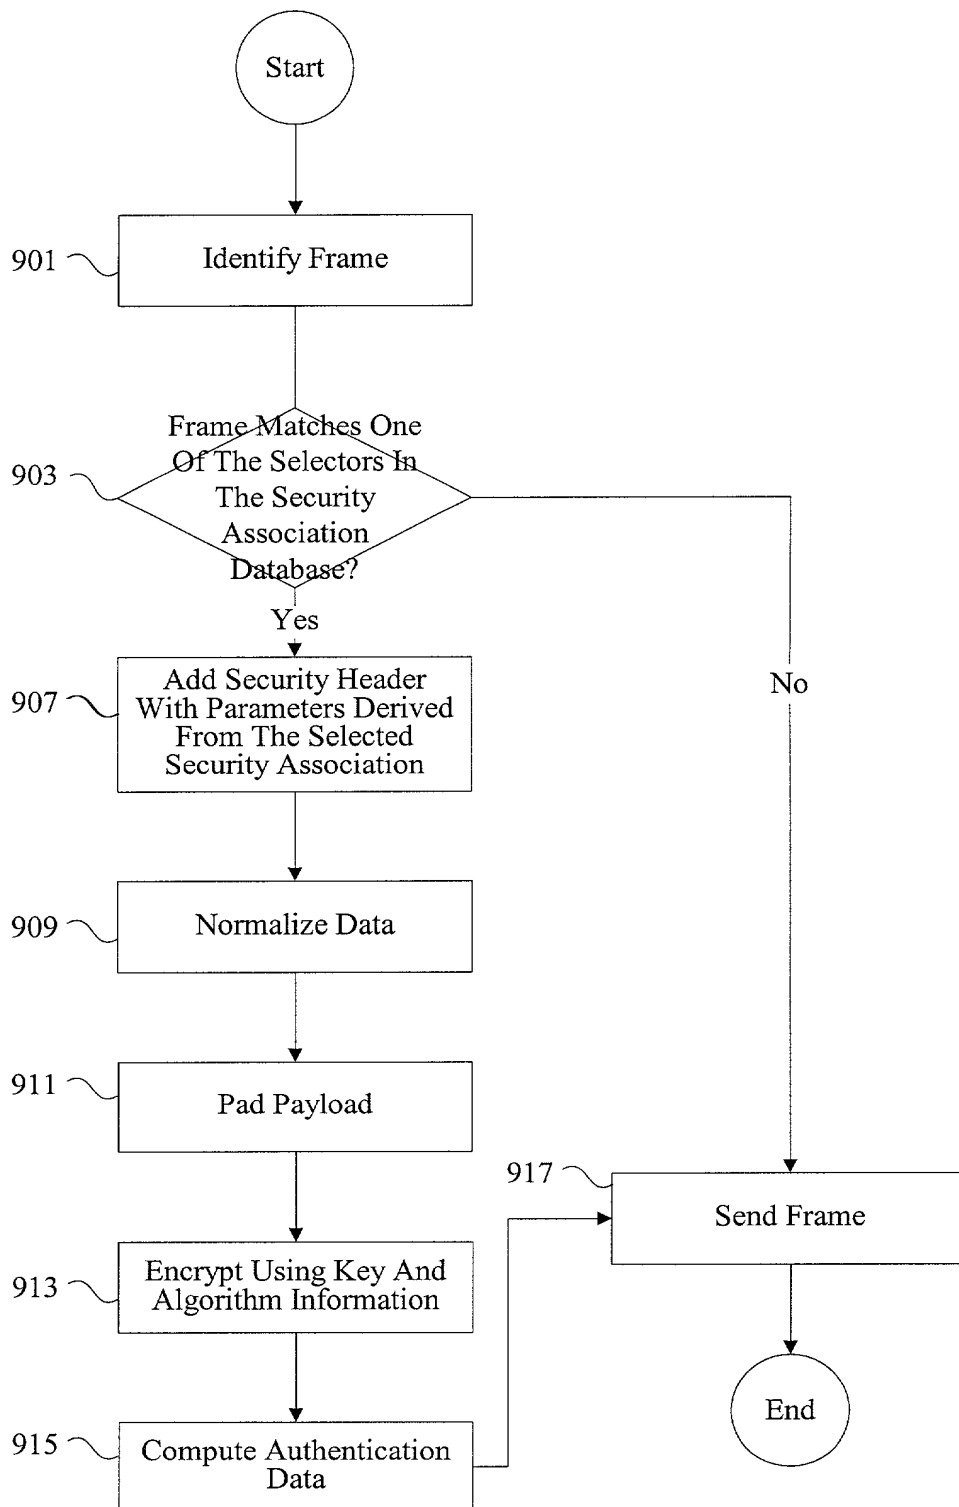 Start
901
Identify Frame
903
Frame Matches One
Of The Selectors In
The Security
Association
Database?
Yes
No
907
Add Security Header
With Parameters Derived
From The Selected
Security Association
909
Normalize Data
911
Pad Payload
917
Send Frame
913
Encrypt Using Key And
Algorithm Information
End
915
Compute Authentication
Data